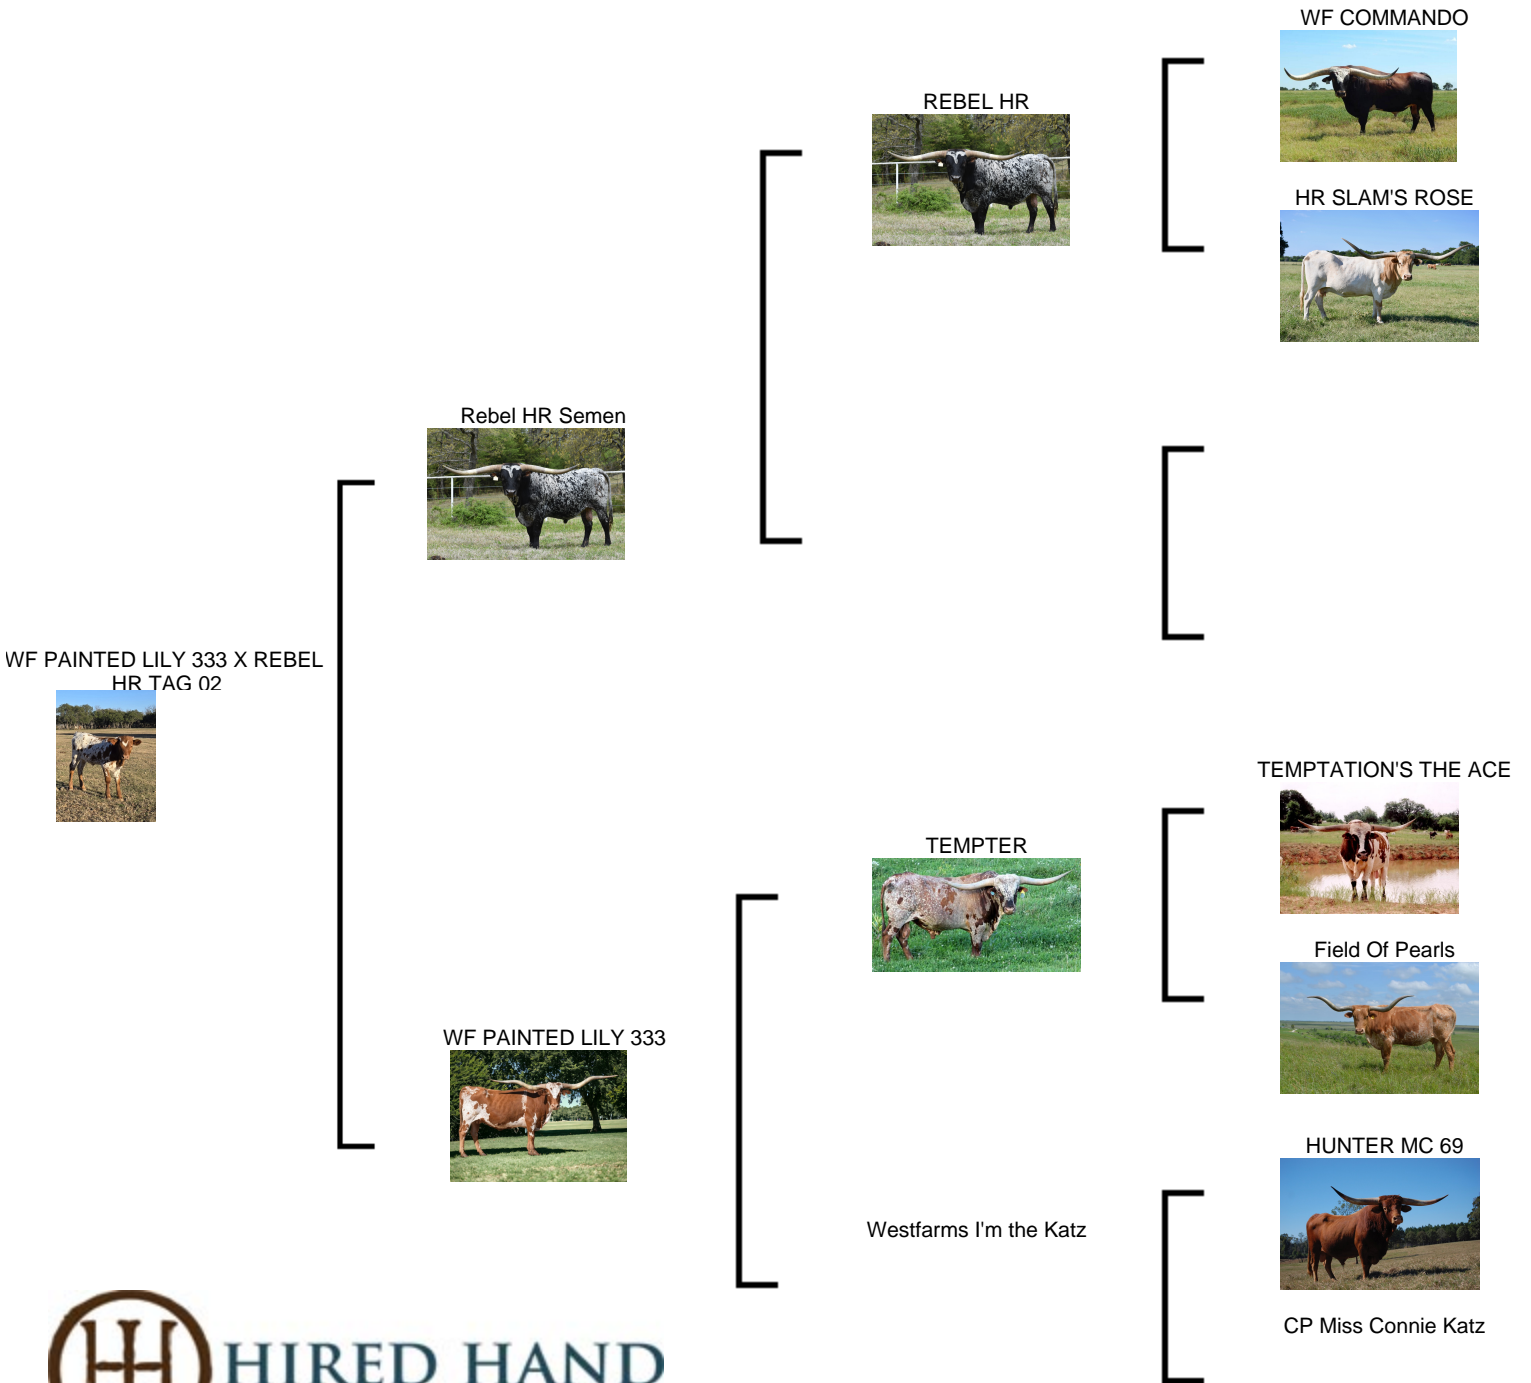 WF COMMANDO
REBEL HR
HR SLAM'S ROSE
Rebel HR Semen
WF PAINTED LILY 333 X REBEL
HR TAG 02
TEMPTATION'S THE ACE
TEMPTER
Field Of Pearls
WF PAINTED LILY 333
HUNTER MC 69
Westfarms I'm the Katz
CP Miss Connie Katz
HIRED HAND